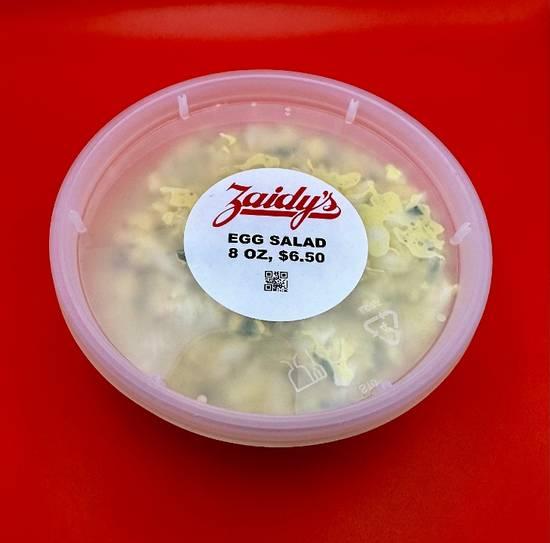 Zaidy's
EGG SALAD
8 OZ, $6.50